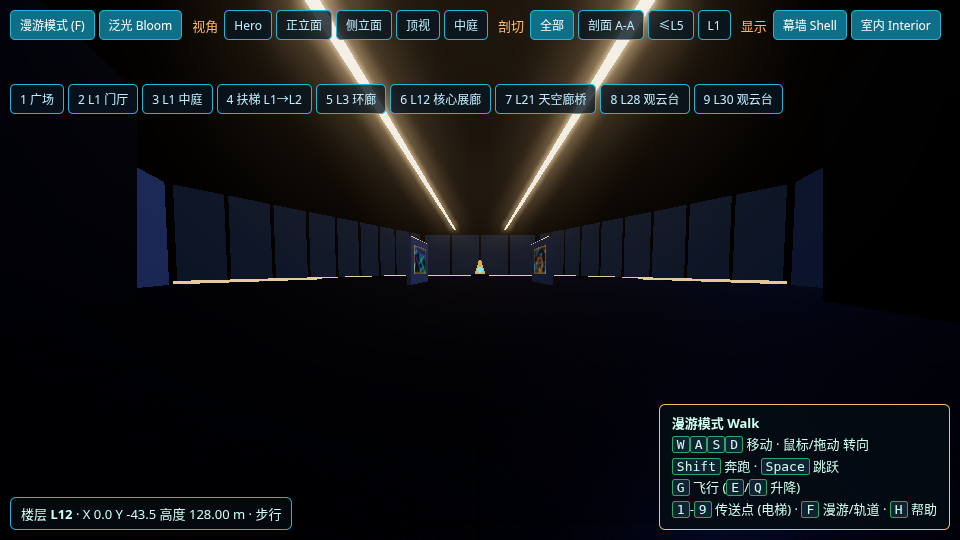 漫游模式 (F) 泛光 Bloom 视角 Hero 正立面 侧立面 顶视 中庭 剖切 全部 剖面 A-A ≤L5 L1 显示 幕墙 Shell 室内 Interior
1 广场 2 L1 门厅 3 L1 中庭 4 扶梯 L1→L2 5 L3 环廊 6 L12 核心展廊 7 L21 天空廊桥 8 L28 观云台 9 L30 观云台
漫游模式 Walk
W A S D 移动 · 鼠标/拖动 转向
Shift 奔跑 · Space 跳跃
G 飞行 (E/Q 升降)
1-9 传送点 (电梯) · F 漫游/轨道 · H 帮助
楼层 L12 · X 0.0 Y -43.5 高度 128.00 m · 步行